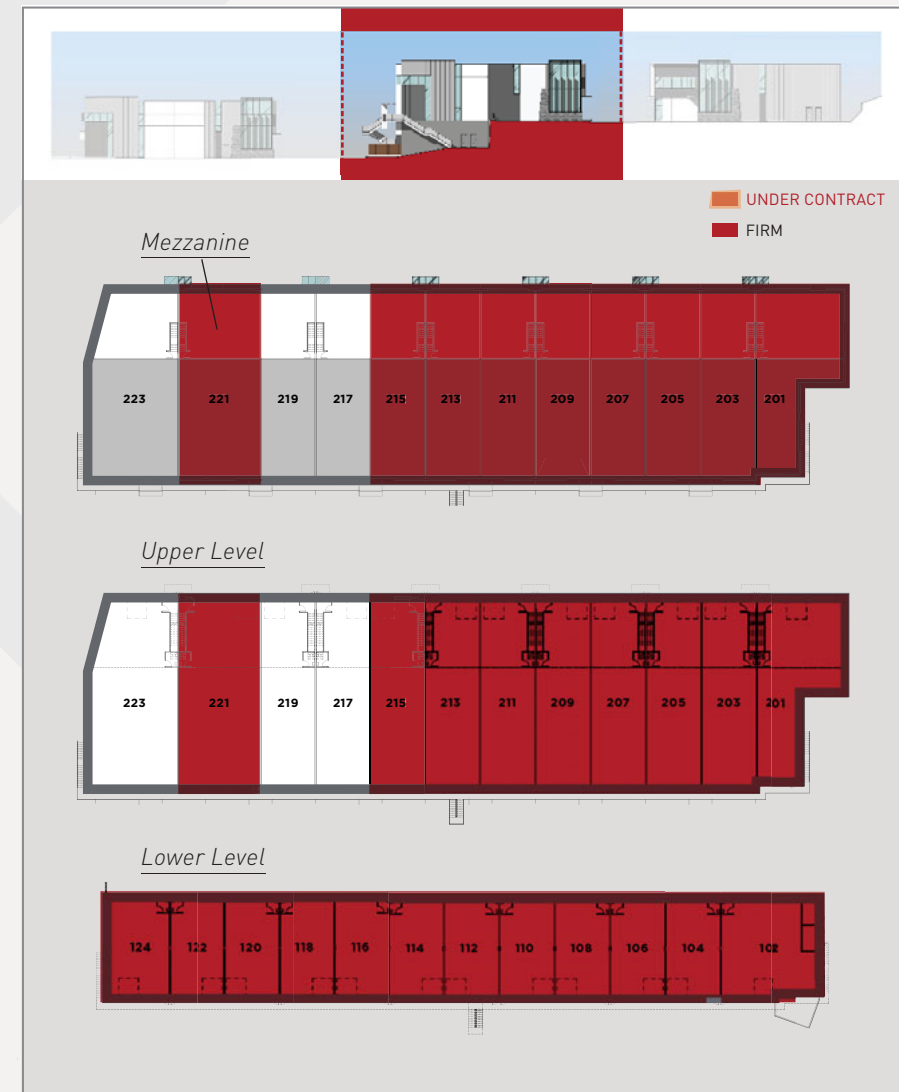 UNDER CONTRACT
FIRM
Mezzanine
223 221 219 217 215 213 211 209 207 205 203 201
Upper Level
223 221 219 217 215 213 211 209 207 205 203 201
Lower Level
124 122 120 118 116 114 112 110 108 106 104 102